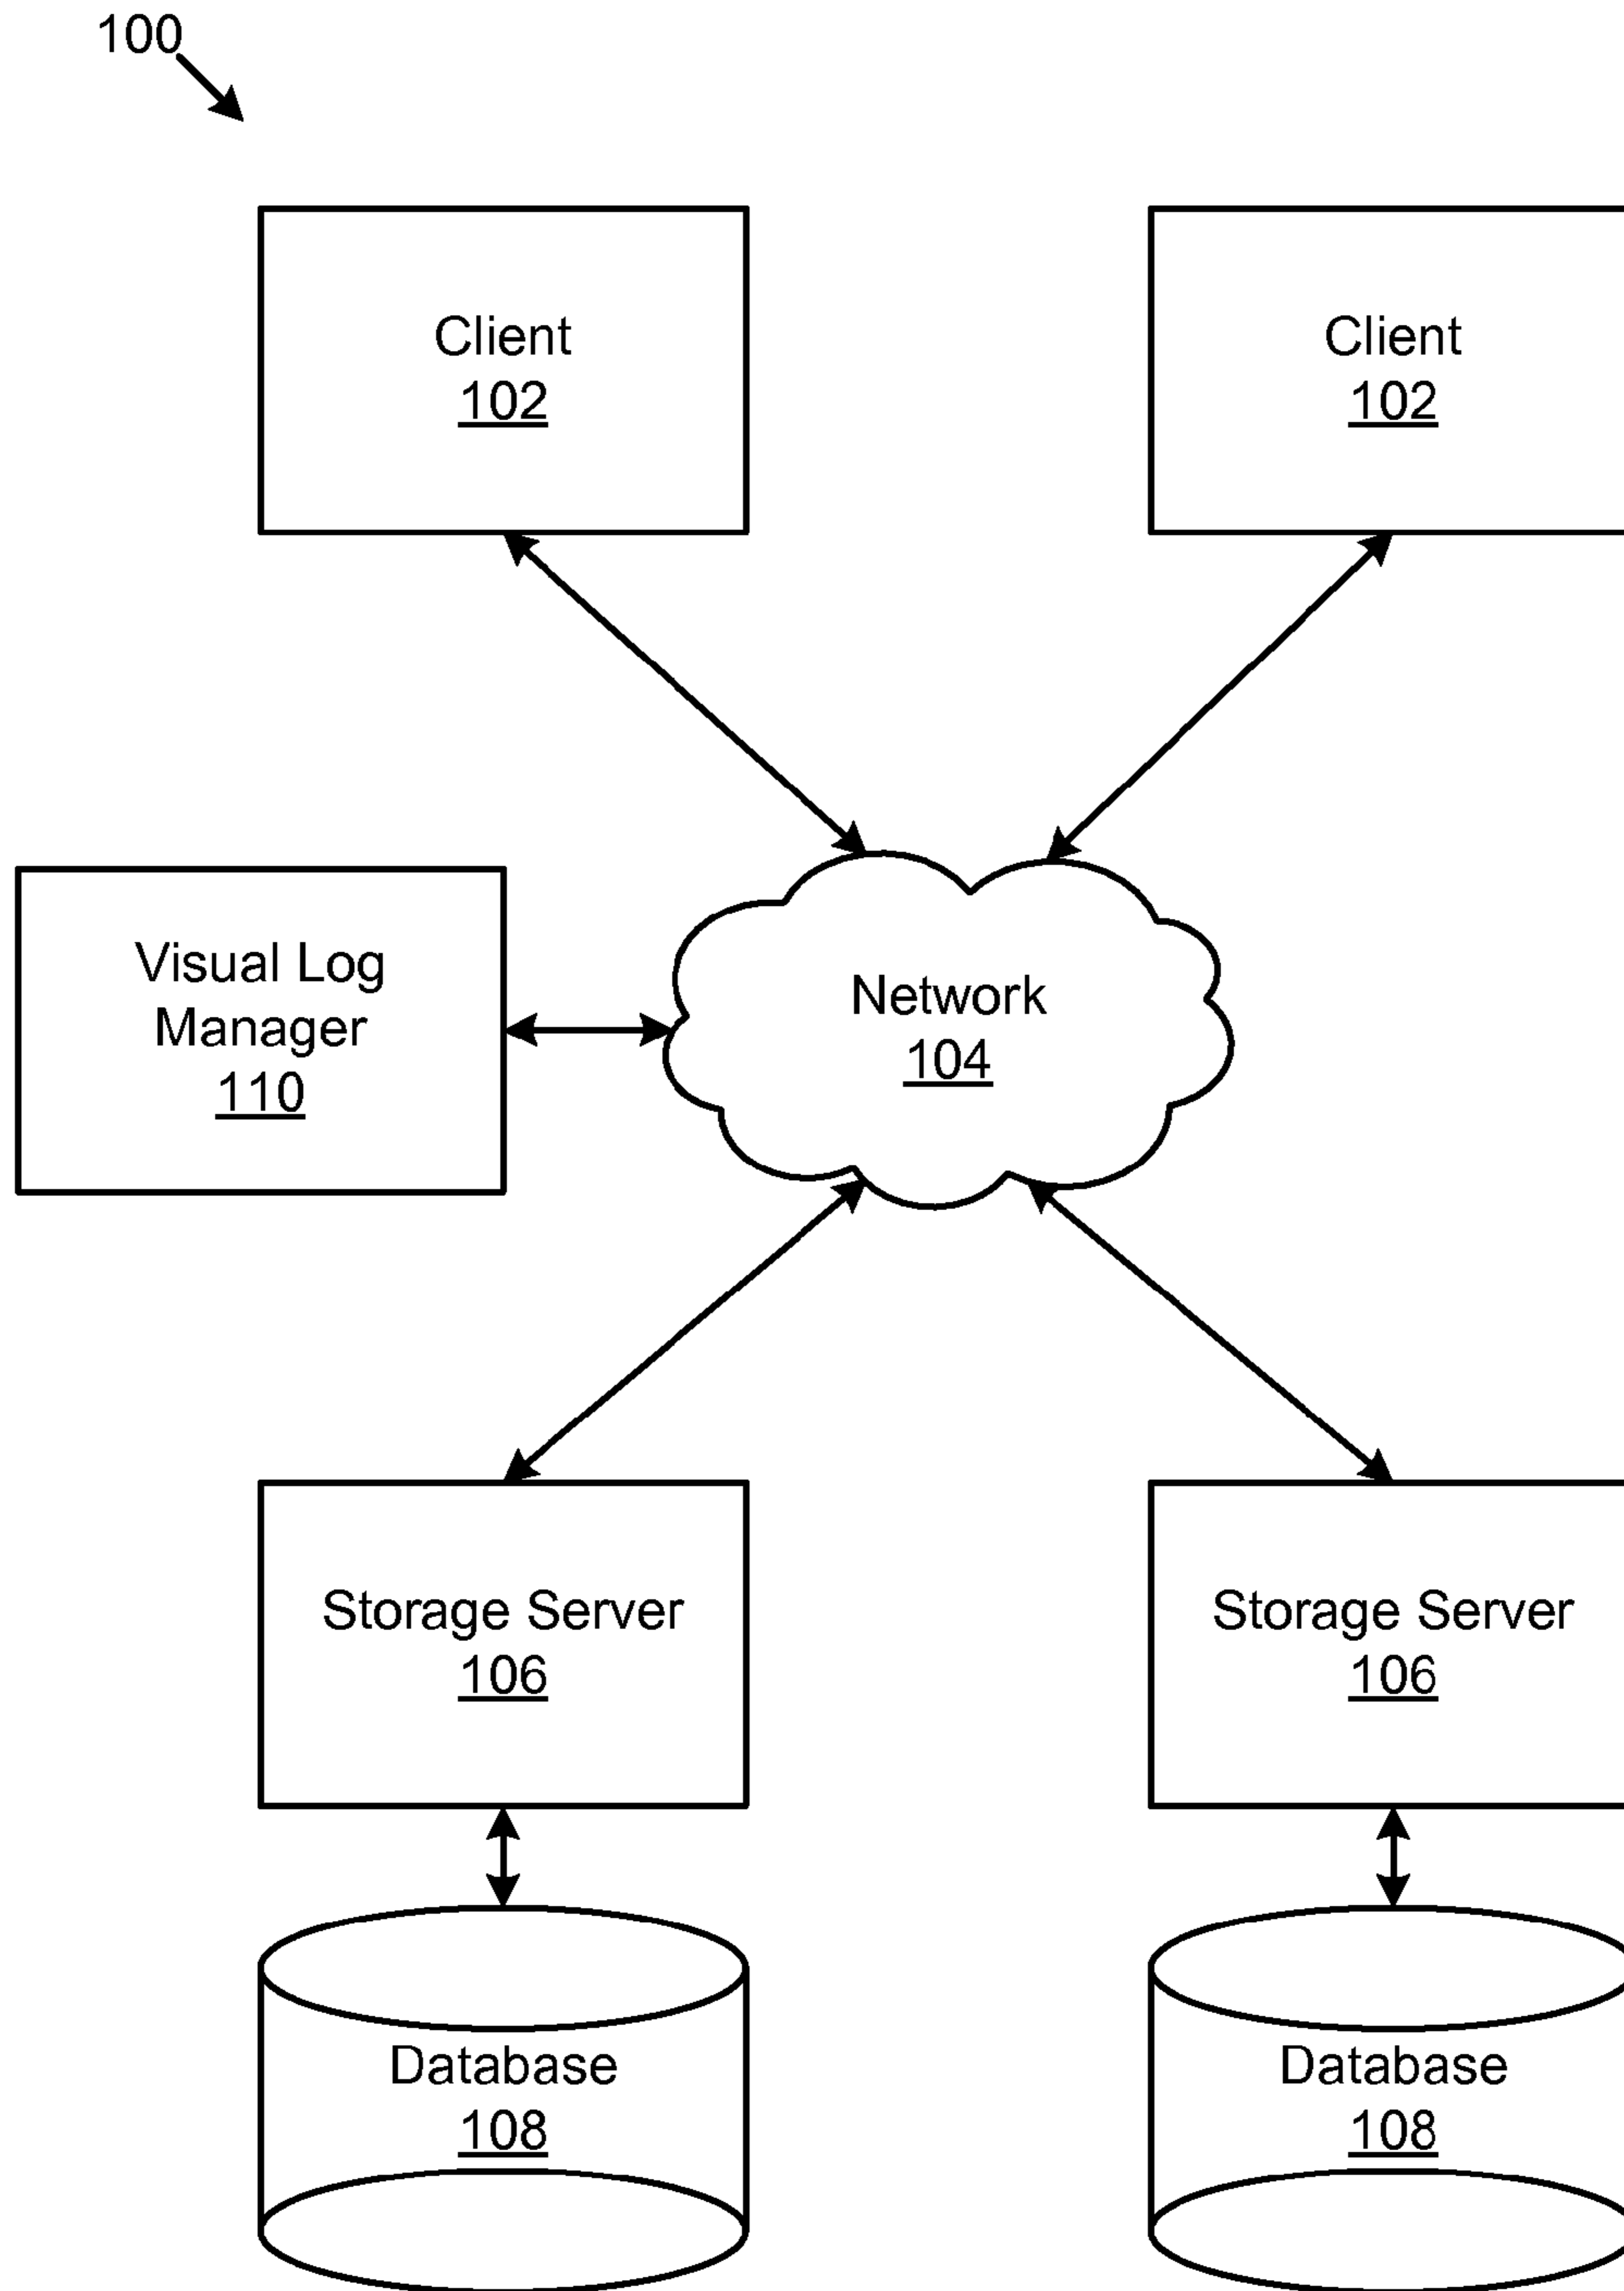 100
Client
102
Client
102
Visual Log
Manager
110
Network
104
Storage Server
106
Storage Server
106
Database
108
Database
108